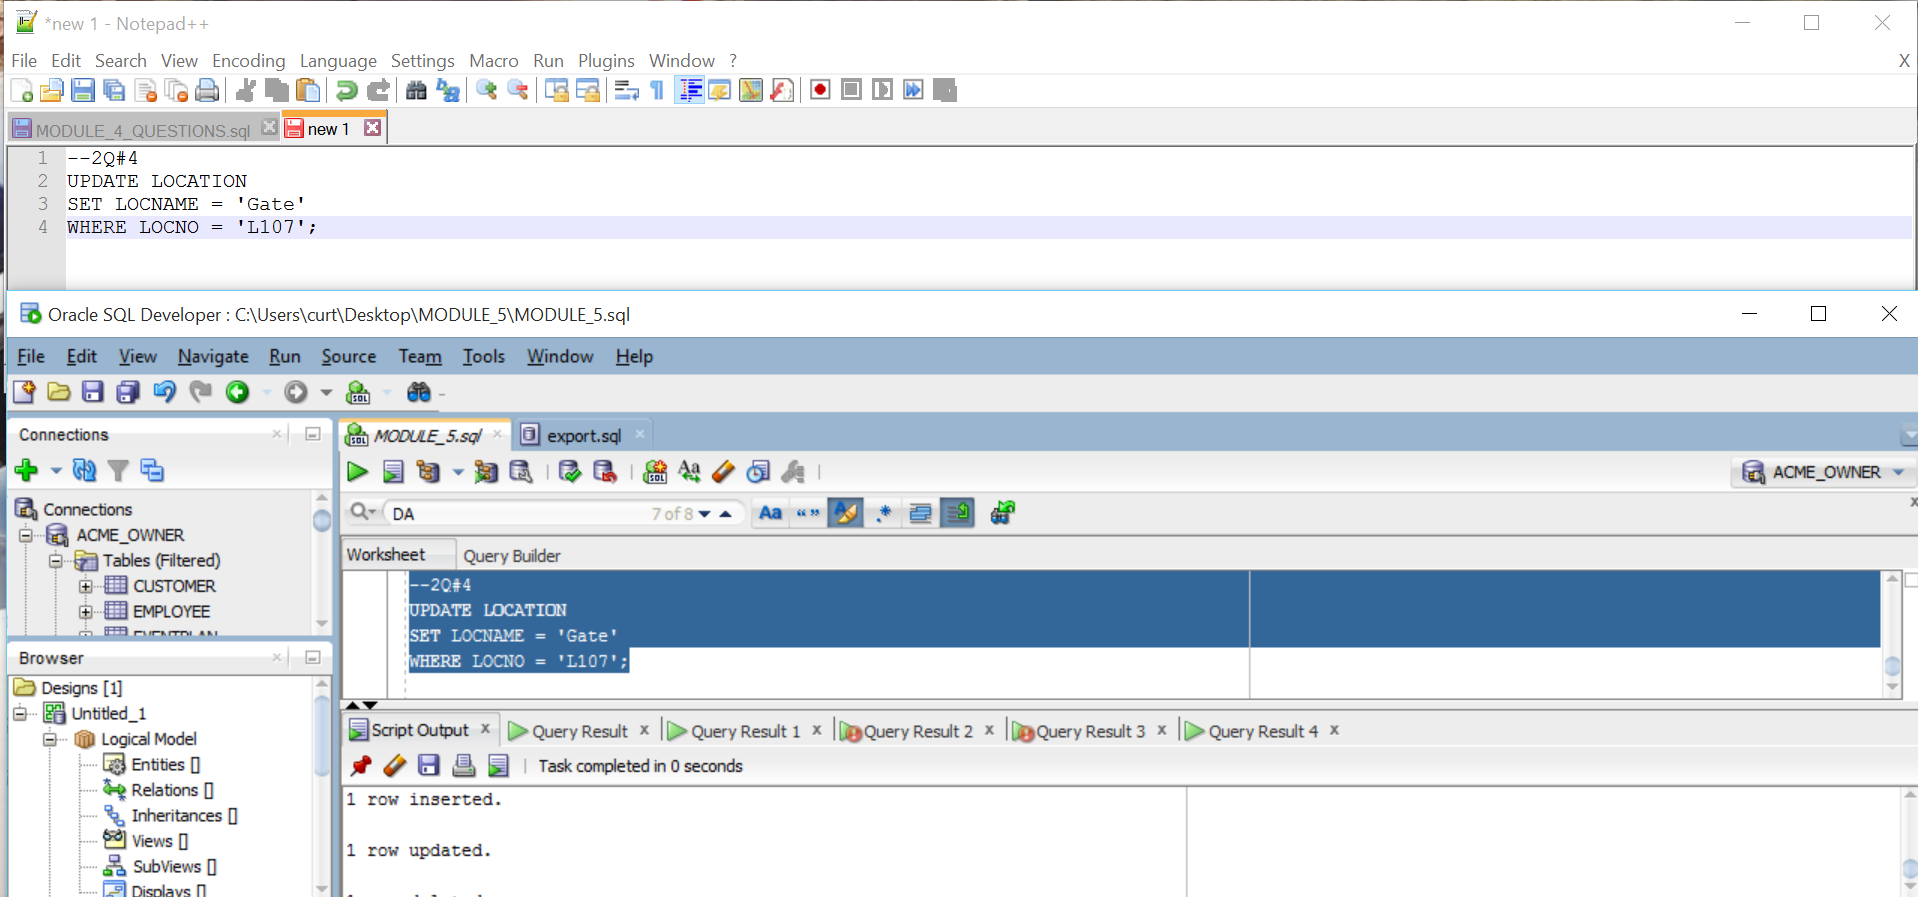 *new 1 - Notepad++
File Edit Search View Encoding Language Settings Macro Run Plugins Window ? X
MODULE_4_QUESTIONS.sql new 1
1 --2Q#4
2 UPDATE LOCATION
3 SET LOCNAME = 'Gate'
4 WHERE LOCNO = 'L107';
Oracle SQL Developer : C:\Users\curt\Desktop\MODULE_5\MODULE_5.sql
File Edit View Navigate Run Source Team Tools Window Help
Connections
Connections
ACME_OWNER
Tables (Filtered)
CUSTOMER
EMPLOYEE
EVENTPLAN
Browser
Designs [1]
Untitled_1
Logical Model
Entities []
Relations []
Inheritances []
Views []
SubViews []
Displays []
MODULE_5.sql export.sql
ACME_OWNER
DA 7 of 8 Aa “ ” .*
Worksheet Query Builder
--2Q#4
UPDATE LOCATION
SET LOCNAME = 'Gate'
WHERE LOCNO = 'L107';
Script Output x Query Result x Query Result 1 x Query Result 2 x Query Result 3 x Query Result 4 x
Task completed in 0 seconds
1 row inserted.
1 row updated.